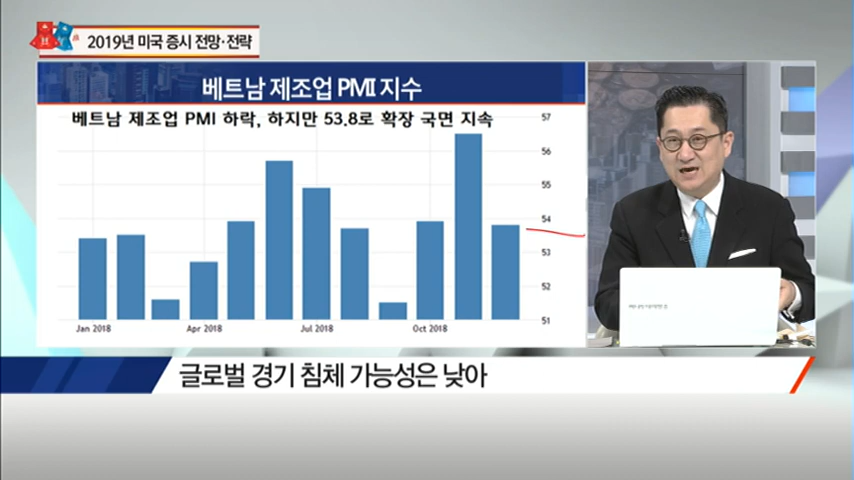 2019년 미국 증시 전망·전략
베트남 제조업 PMI 지수
베트남 제조업 PMI 하락, 하지만 53.8로 확장 국면 지속
57
56
55
54
53
52
51
Jan 2018
Apr 2018
Jul 2018
Oct 2018
글로벌 경기 침체 가능성은 낮아